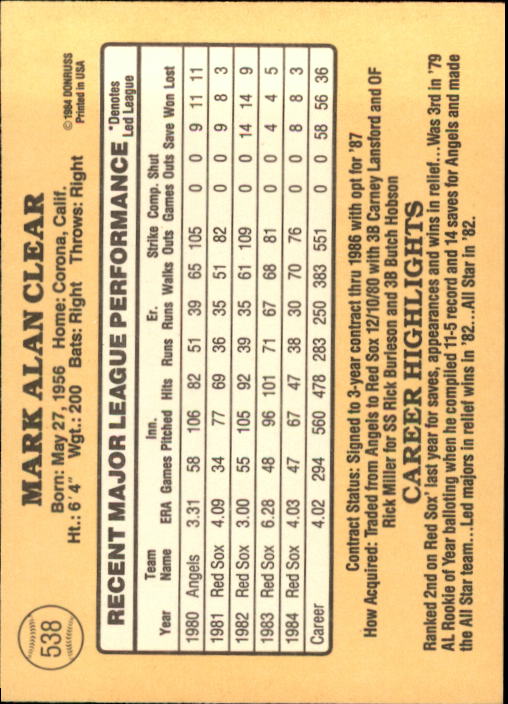 538
MARK ALAN CLEAR
Born: May 27, 1956 Home: Corona, Calif.
Ht.: 6' 4" Wgt.: 200 Bats: Right Throws: Right
© 1984 DONRUSS
Printed in USA
RECENT MAJOR LEAGUE PERFORMANCE *Denotes Led League
Year Team Name ERA Games Inn. Pitched Hits Runs Er. Runs Walks Strike Outs Comp. Games Shut Outs Save Won Lost
1980 Angels 3.31 58 106 82 51 39 65 105 0 0 9 11 11
1981 Red Sox 4.09 34 77 69 36 35 51 82 0 0 9 8 3
1982 Red Sox 3.00 55 105 92 39 35 61 109 0 0 14 14 9
1983 Red Sox 6.28 48 96 101 71 67 68 81 0 0 4 4 5
1984 Red Sox 4.03 47 67 47 38 30 70 76 0 0 8 8 3
Career 4.02 294 560 478 283 250 383 551 0 0 58 56 36
Contract Status: Signed to 3-year contract thru 1986 with opt for '87
How Acquired: Traded from Angels to Red Sox 12/10/80 with 3B Carney Lansford and OF
Rick Miller for SS Rick Burleson and 3B Butch Hobson
CAREER HIGHLIGHTS
Ranked 2nd on Red Sox' last year for saves, appearances and wins in relief...Was 3rd in '79
AL Rookie of Year balloting when he compiled 11-5 record and 14 saves for Angels and made
the All Star team...Led majors in relief wins in '82...All Star in '82.